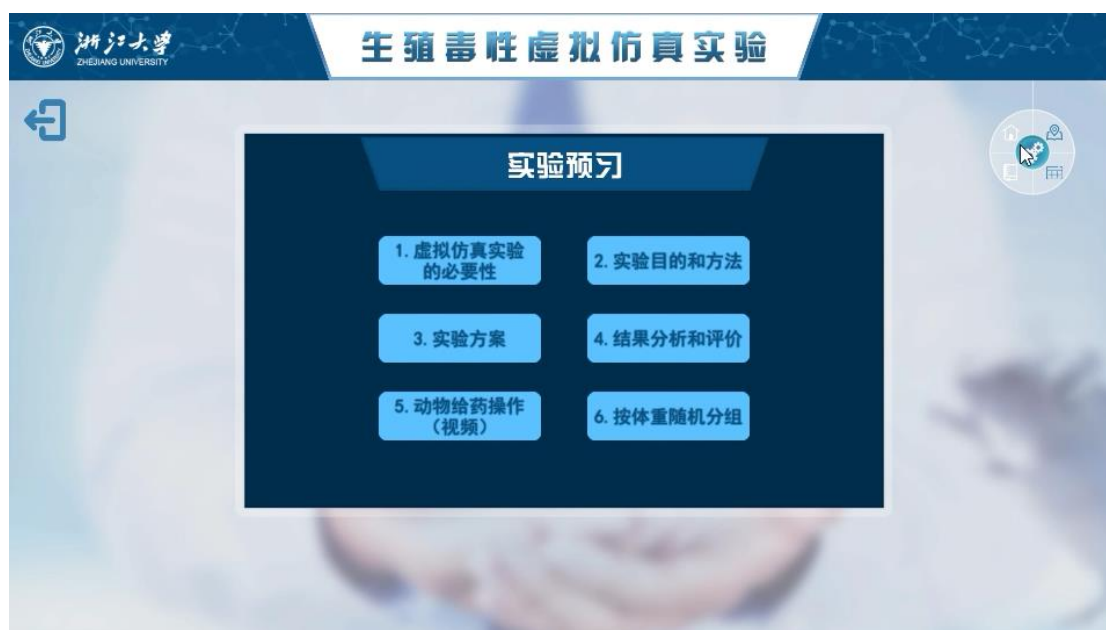 浙江大学
ZHEJIANG UNIVERSITY
生殖毒性虚拟仿真实验
实验预习
1. 虚拟仿真实验
的必要性
2. 实验目的和方法
3. 实验方案
4. 结果分析和评价
5. 动物给药操作
（视频）
6. 按体重随机分组